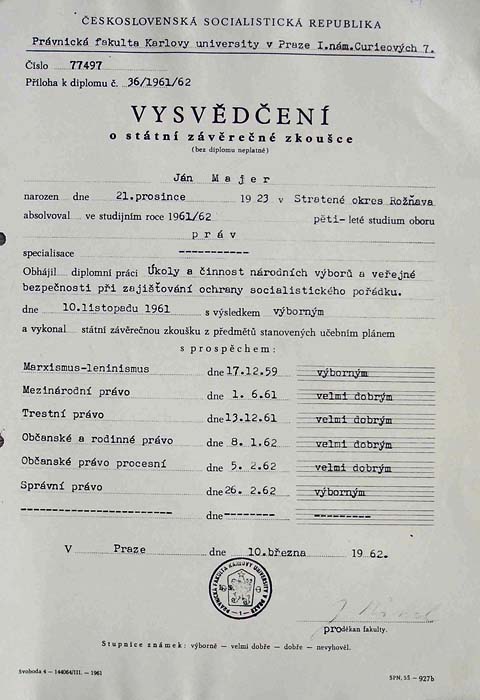 ČESKOSLOVENSKÁ SOCIALISTICKÁ REPUBLIKA
Právnická fakulta Karlovy university v Praze I.nám.Curieových 7.
Číslo 77497
Příloha k diplomu č. 36/1961/62
VYSVĚDČENÍ
o státní závěrečné zkoušce
(bez diplomu neplatné)
Ján Majer
narozen dne 21.prosince 19 23 v Stratené okres Rožňava
absolvoval ve studijním roce 1961/62 pěti- leté studium oboru
práv
specialisace -----------
Obhájil diplomní práci Úkoly a činnost národních výborů a veřejné
bezpečnosti při zajišťování ochrany socialistického pořádku.
dne 10.listopadu 1961 s výsledkem výborným
a vykonal státní závěrečnou zkoušku z předmětů stanovených učebním plánem
s prospěchem:
Marxismus-leninismus dne 17.12.59 výborným
Mezinárodní právo dne 1. 6.61 velmi dobrým
Trestní právo dne 13.12.61 velmi dobrým
Občanské a rodinné právo dne 8. 1.62 velmi dobrým
Občanské právo procesní dne 5. 2.62 velmi dobrým
Správní právo dne 26. 2.62 výborným
------------------------ dne -------- ---------
V Praze dne 10.března 19 62.
PRÁVNICKÁ FAKULTA KARLOVY UNIVERSITY V PRAZE
– 1 –
proděkan fakulty.
Stupnice známek: výborně – velmi dobře – dobře – nevyhověl.
Svoboda 4 – 144064/III. – 1961
SPN, 5Š – 927b